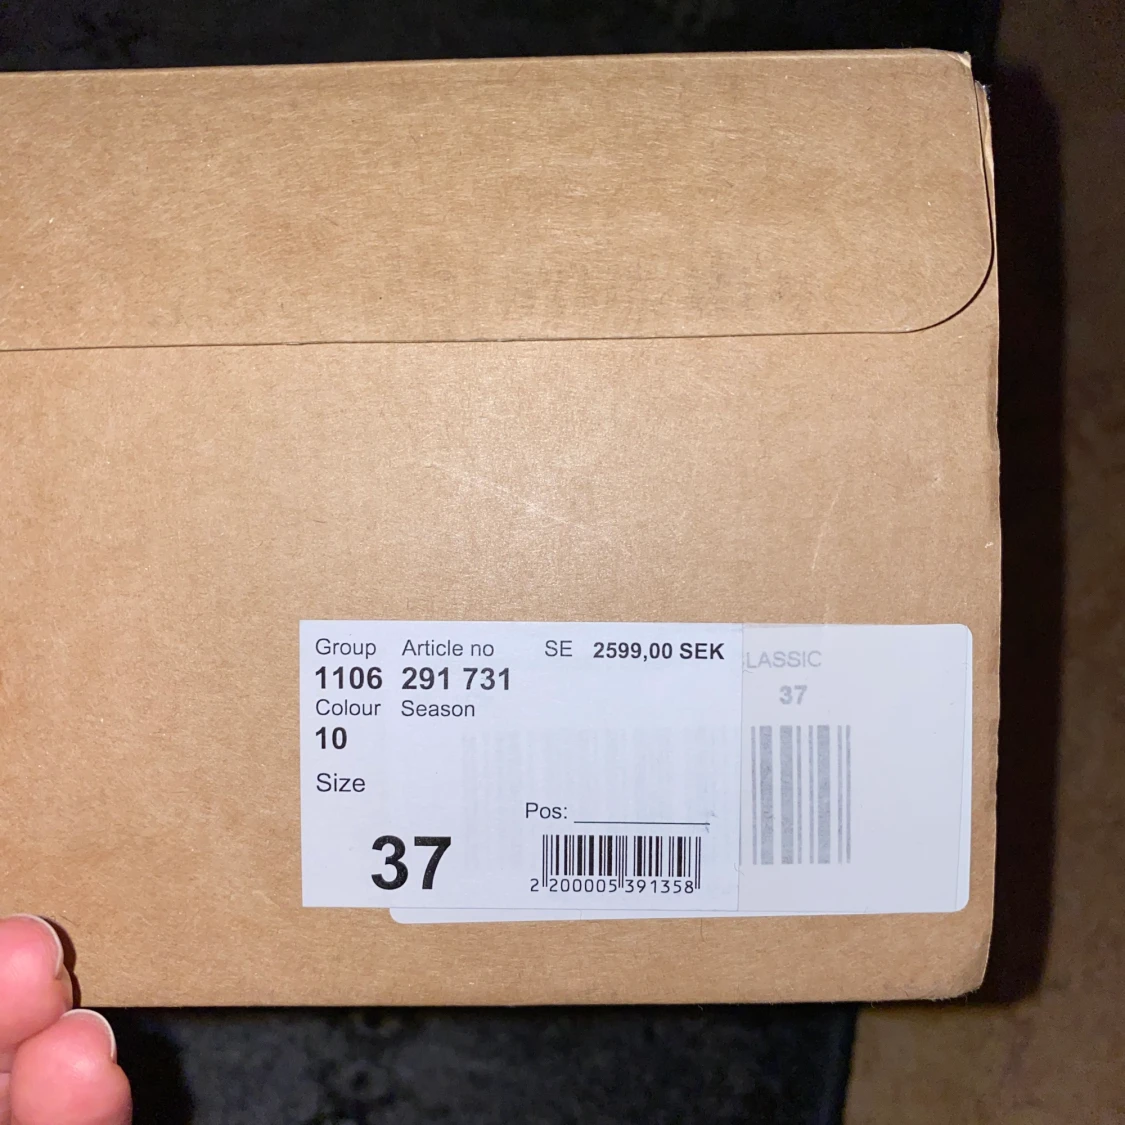 Group Article no SE 2599,00 SEK
1106 291 731
Colour Season
10
Size
Pos:
37
2 200005 391358
LASSIC
37